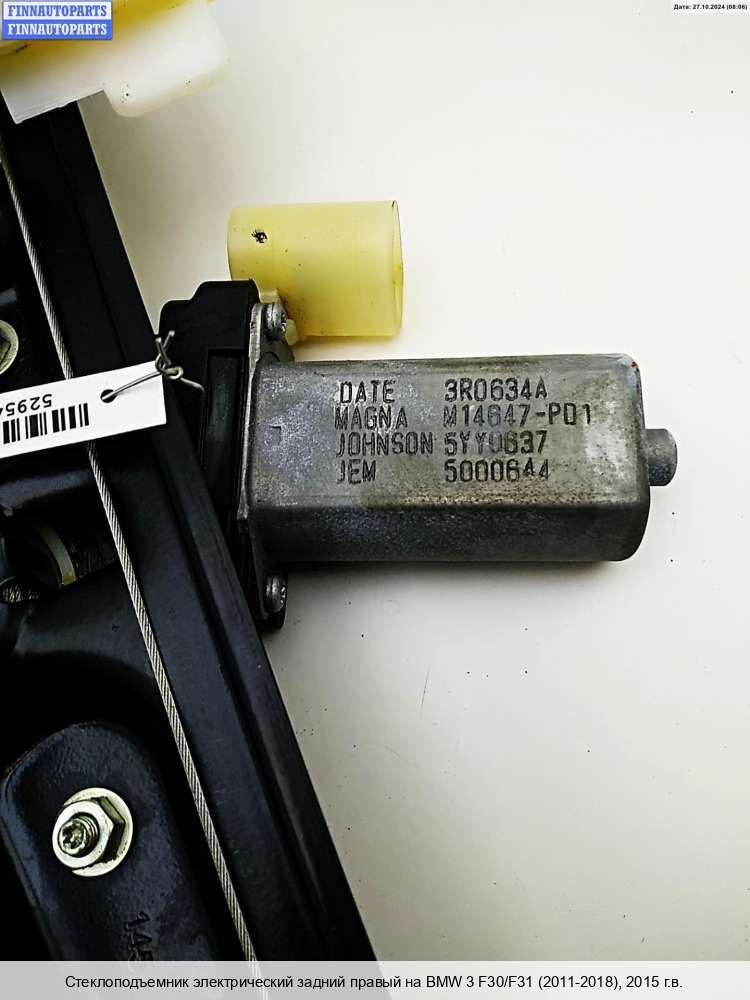 FINNAUTOPARTS
FINNAUTOPARTS
Дата: 27.10.2024 (08:06)
DATE 3R0634A
MAGNA M14647-PD1
JOHNSON 5YY0637
JEM 5000644
5295
Стеклоподъемник электрический задний правый на BMW 3 F30/F31 (2011-2018), 2015 г.в.